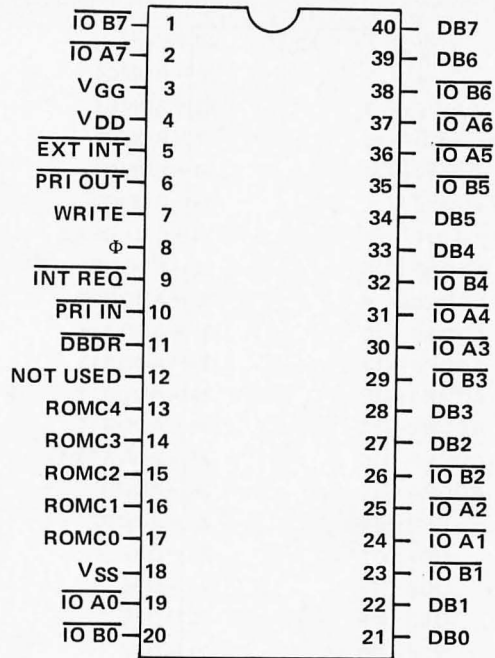 IO B7 1 40 DB7
IO A7 2 39 DB6
VGG 3 38 IO B6
VDD 4 37 IO A6
EXT INT 5 36 IO A5
PRI OUT 6 35 IO B5
WRITE 7 34 DB5
Φ 8 33 DB4
INT REQ 9 32 IO B4
PRI IN 10 31 IO A4
DBDR 11 30 IO A3
NOT USED 12 29 IO B3
ROMC4 13 28 DB3
ROMC3 14 27 DB2
ROMC2 15 26 IO B2
ROMC1 16 25 IO A2
ROMC0 17 24 IO A1
VSS 18 23 IO B1
IO A0 19 22 DB1
IO B0 20 21 DB0